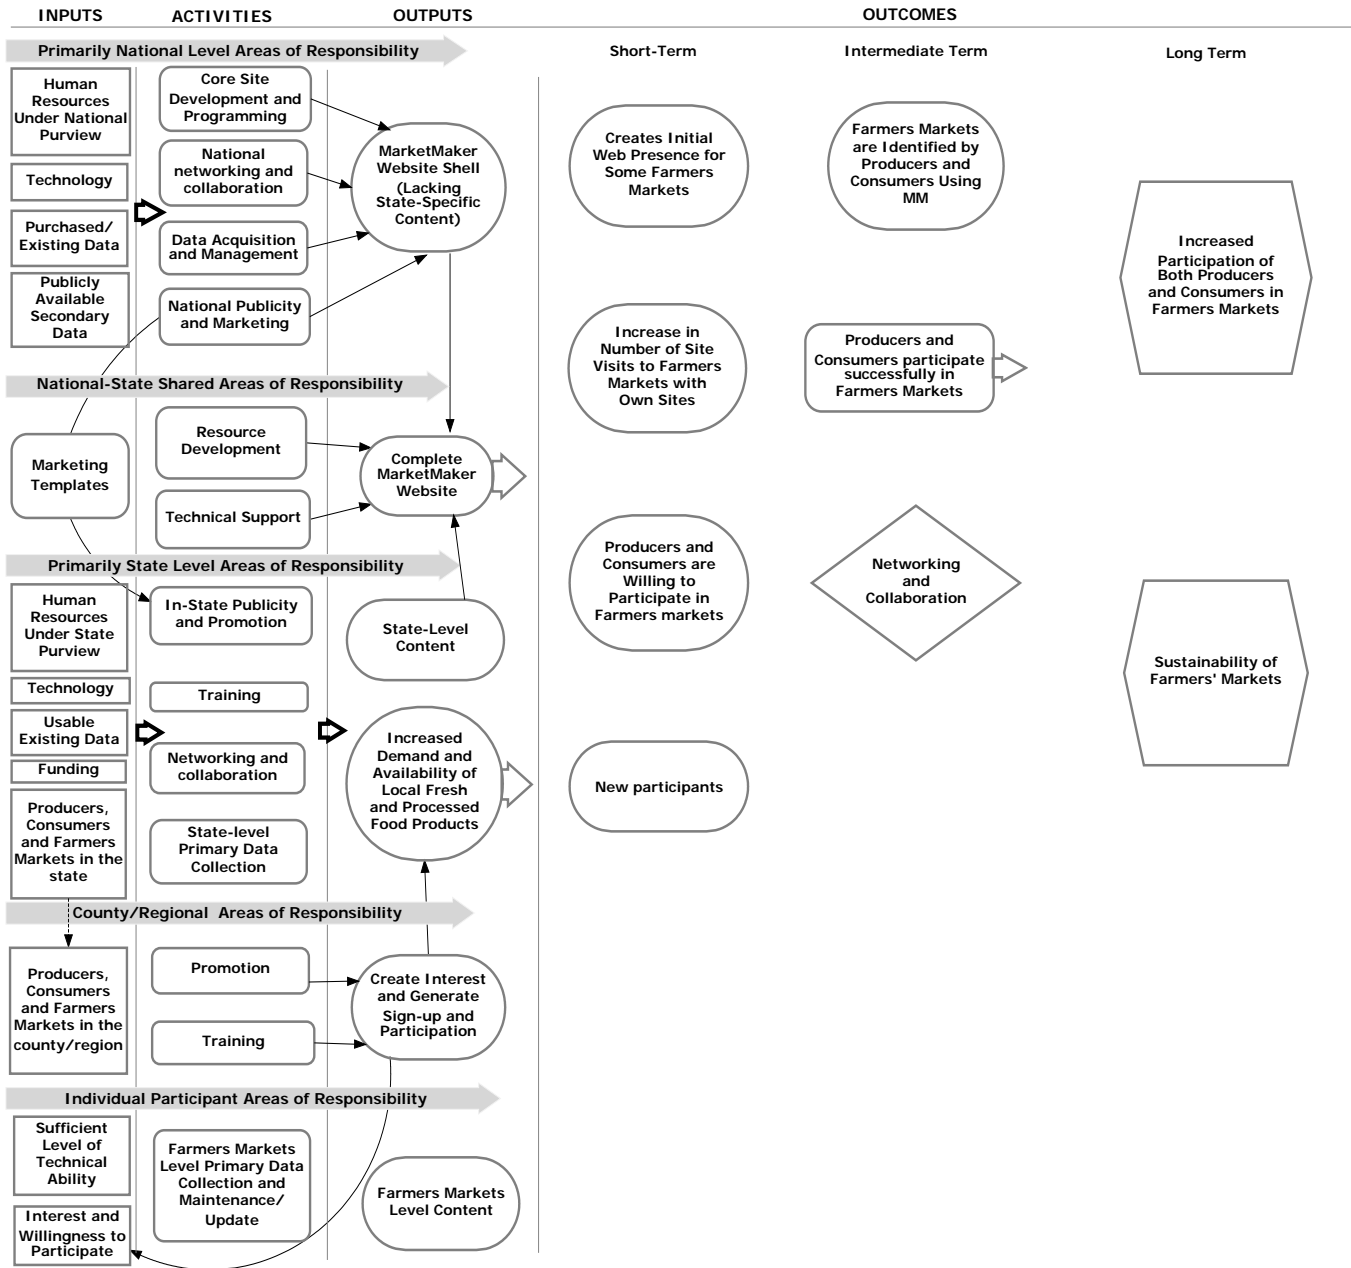 INPUTS
ACTIVITIES
OUTPUTS
OUTCOMES
Primarily National Level Areas of Responsibility
Short-Term
Intermediate Term
Long Term
Human
Resources
Under National
Purview
Technology
Purchased/
Existing Data
Publicly
Available
Secondary
Data
Core Site
Development and
Programming
National
networking and
collaboration
Data Acquisition
and Management
National Publicity
and Marketing
MarketMaker
Website Shell
(Lacking
State-Specific
Content)
Creates Initial
Web Presence for
Some Farmers
Markets
Farmers Markets
are Identified by
Producers and
Consumers Using
MM
Increased
Participation of
Both Producers
and Consumers in
Farmers Markets
Increase in
Number of Site
Visits to Farmers
Markets with
Own Sites
Producers and
Consumers participate
successfully in
Farmers Markets
National-State Shared Areas of Responsibility
Marketing
Templates
Resource
Development
Technical Support
Complete
MarketMaker
Website
Producers and
Consumers are
Willing to
Participate in
Farmers markets
Networking
and
Collaboration
Primarily State Level Areas of Responsibility
Human
Resources
Under State
Purview
Technology
Usable
Existing Data
Funding
Producers,
Consumers
and Farmers
Markets in the
state
In-State Publicity
and Promotion
Training
Networking and
collaboration
State-level
Primary Data
Collection
State-Level
Content
Increased
Demand and
Availability of
Local Fresh
and Processed
Food Products
New participants
Sustainability of
Farmers' Markets
County/Regional Areas of Responsibility
Producers,
Consumers
and Farmers
Markets in the
county/region
Promotion
Training
Create Interest
and Generate
Sign-up and
Participation
Individual Participant Areas of Responsibility
Sufficient
Level of
Technical
Ability
Interest and
Willingness to
Participate
Farmers Markets
Level Primary Data
Collection and
Maintenance/
Update
Farmers Markets
Level Content